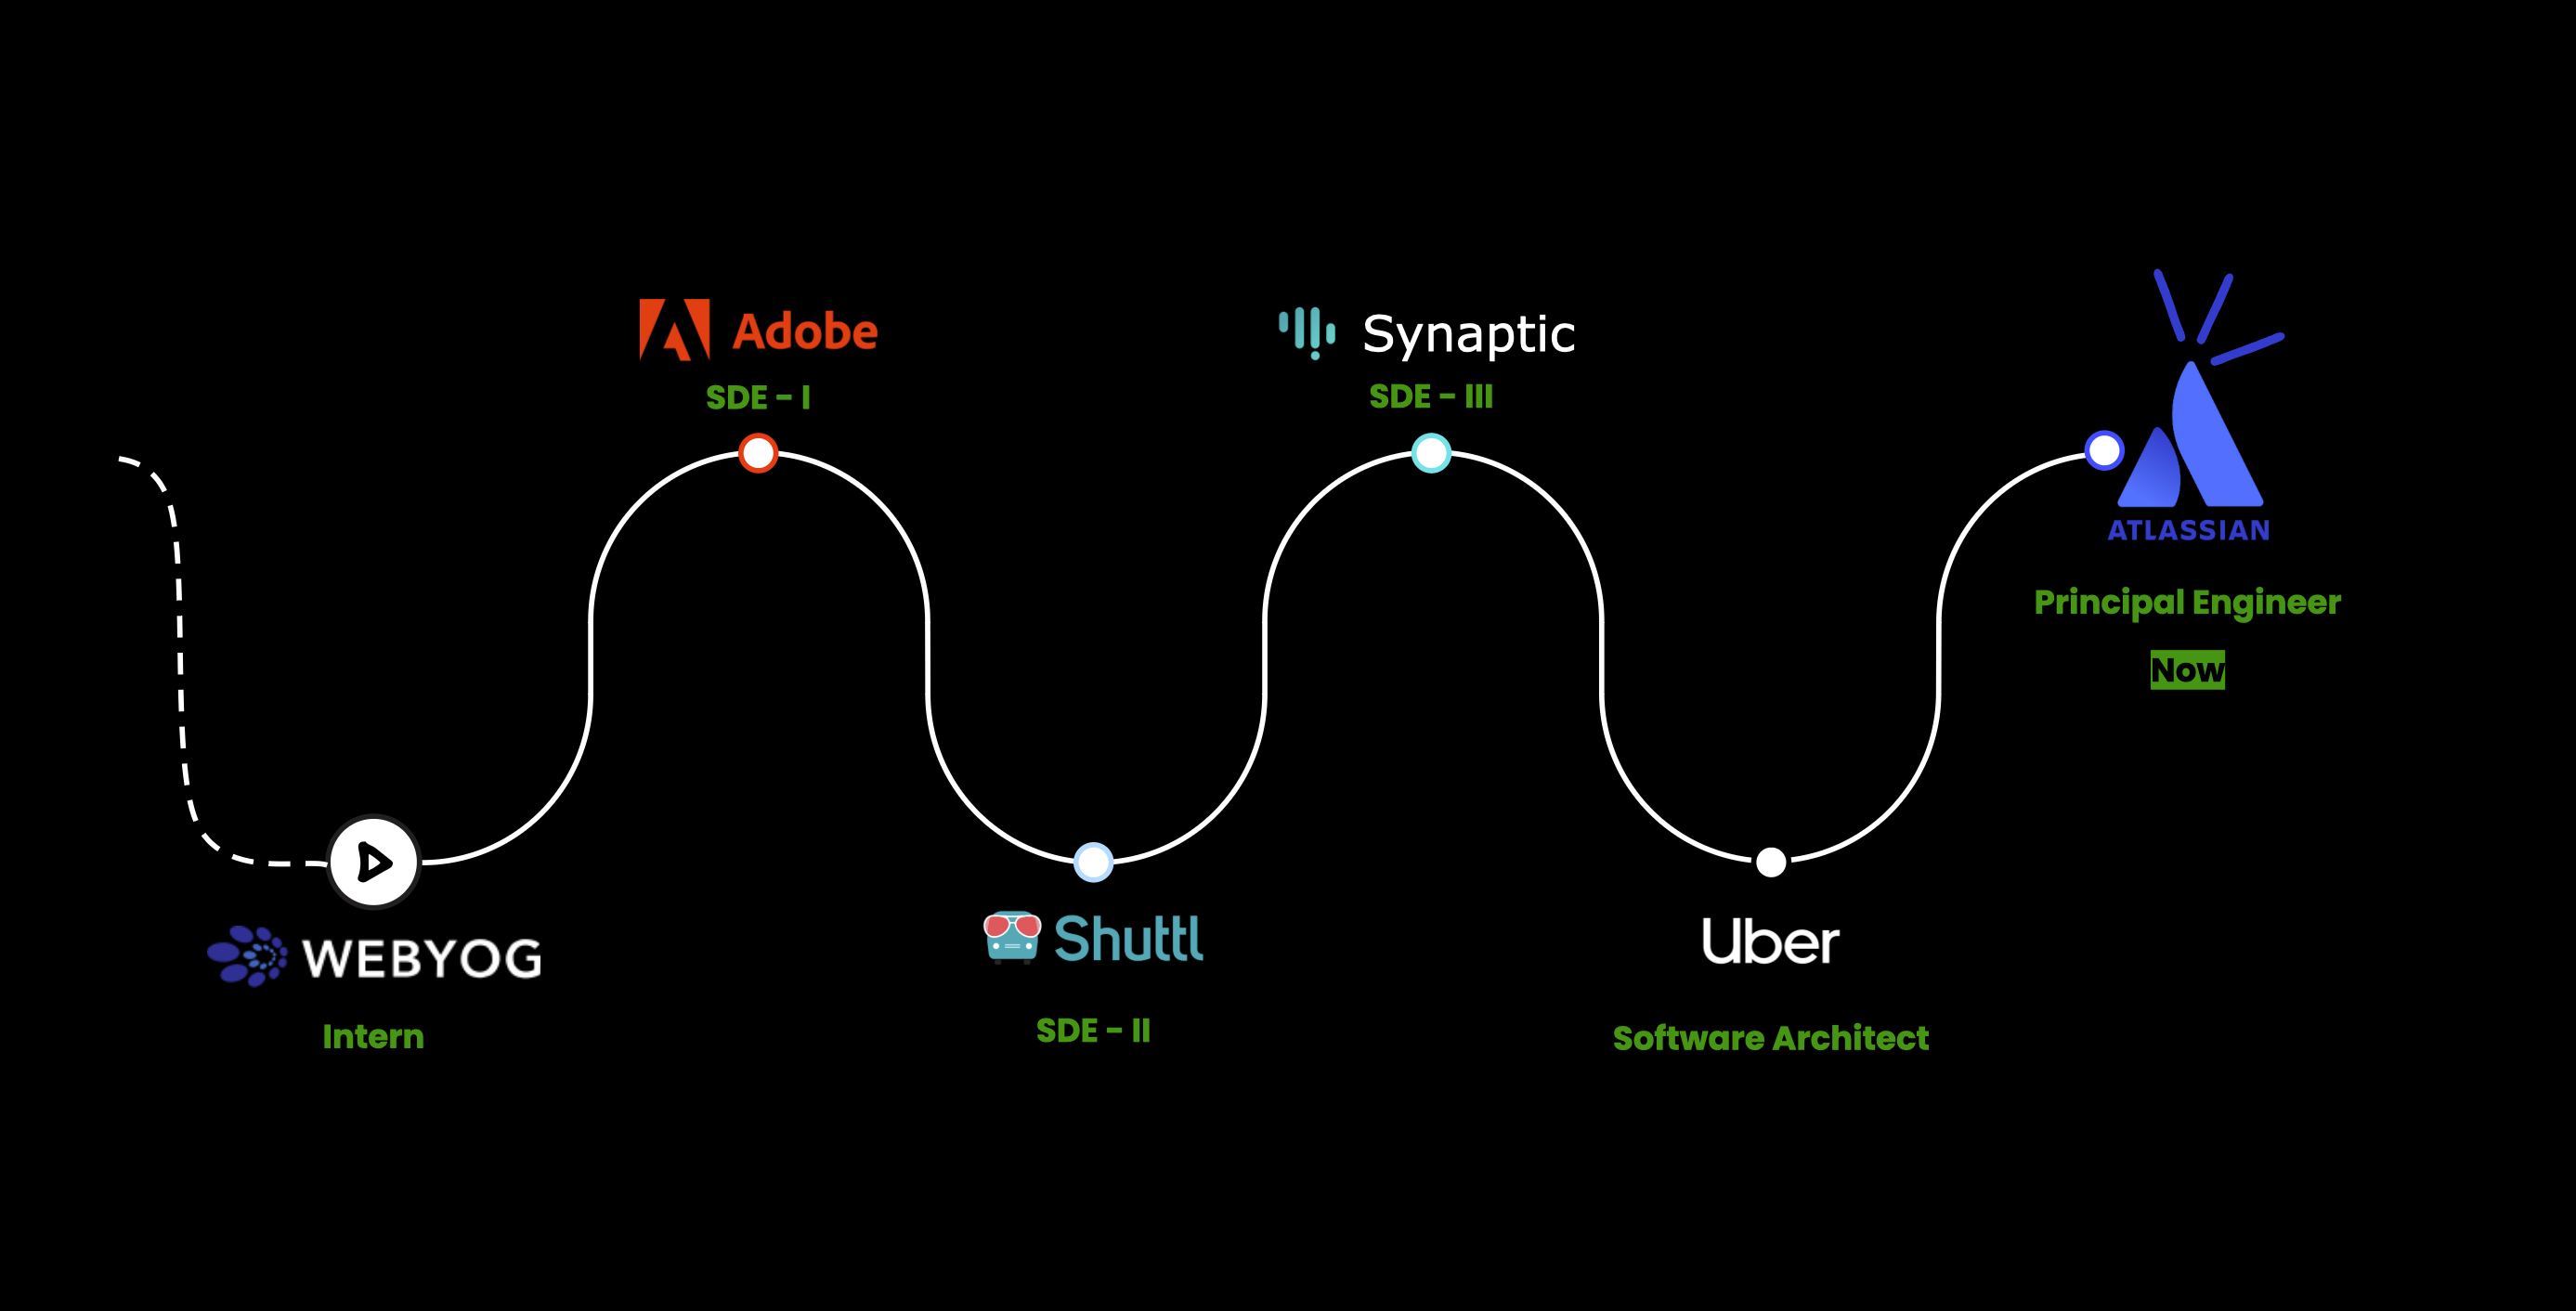 WEBYOG
Intern
Adobe
SDE - I
Shuttl
SDE - II
Synaptic
SDE - III
Uber
Software Architect
ATLASSIAN
Principal Engineer
Now